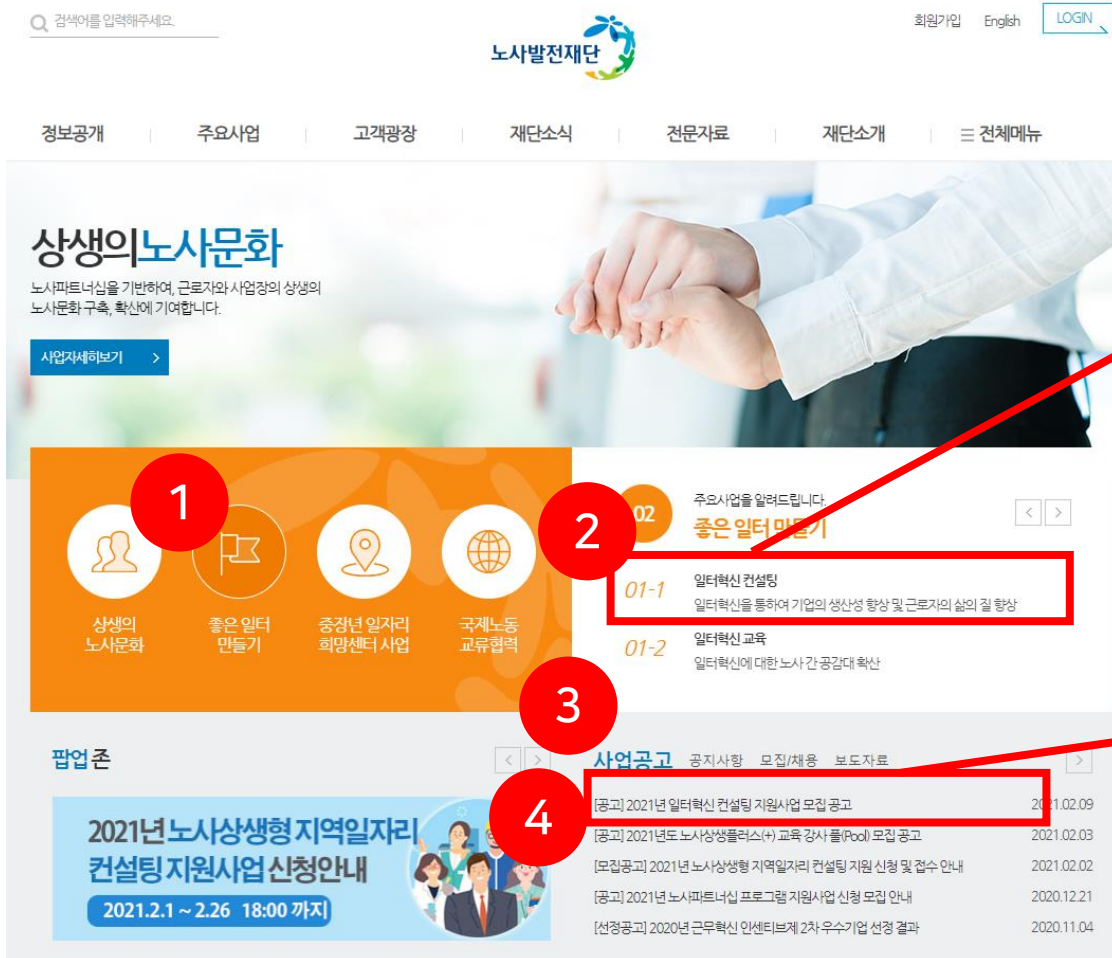 검색어를 입력해주세요.
노사발전재단
회원가입 English LOGIN
정보공개 주요사업 고객광장 재단소식 전문자료 재단소개 전체메뉴
상생의노사문화
노사파트너십을 기반하여, 근로자와 사업장의 상생의
노사문화 구축, 확산에 기여합니다.
사업자세히보기 >
1
상생의
노사문화
좋은 일터
만들기
중장년 일자리
희망센터 사업
국제노동
교류협력
2
02
주요사업을 알려드립니다.
좋은 일터 만들기
< >
01-1 일터혁신 컨설팅
일터혁신을 통하여 기업의 생산성 향상 및 근로자의 삶의 질 향상
01-2 일터혁신 교육
일터혁신에 대한 노사 간 공감대 확산
3
팝업 존
< >
2021년 노사상생형 지역일자리
컨설팅 지원사업 신청안내
2021.2.1 ~ 2.26 18:00 까지
4
사업공고 공지사항 모집/채용 보도자료 >
[공고] 2021년 일터혁신 컨설팅 지원사업 모집 공고 2021.02.09
[공고] 2021년도 노사상생플러스(+) 교육 강사 풀(Pool) 모집 공고 2021.02.03
[모집공고] 2021년 노사상생형 지역일자리 컨설팅 지원 신청 및 접수 안내 2021.02.02
[공고] 2021년 노사파트너십 프로그램 지원사업 신청 모집 안내 2020.12.21
[선정공고] 2020년 근무혁신 인센티브제 2차 우수기업 선정 결과 2020.11.04